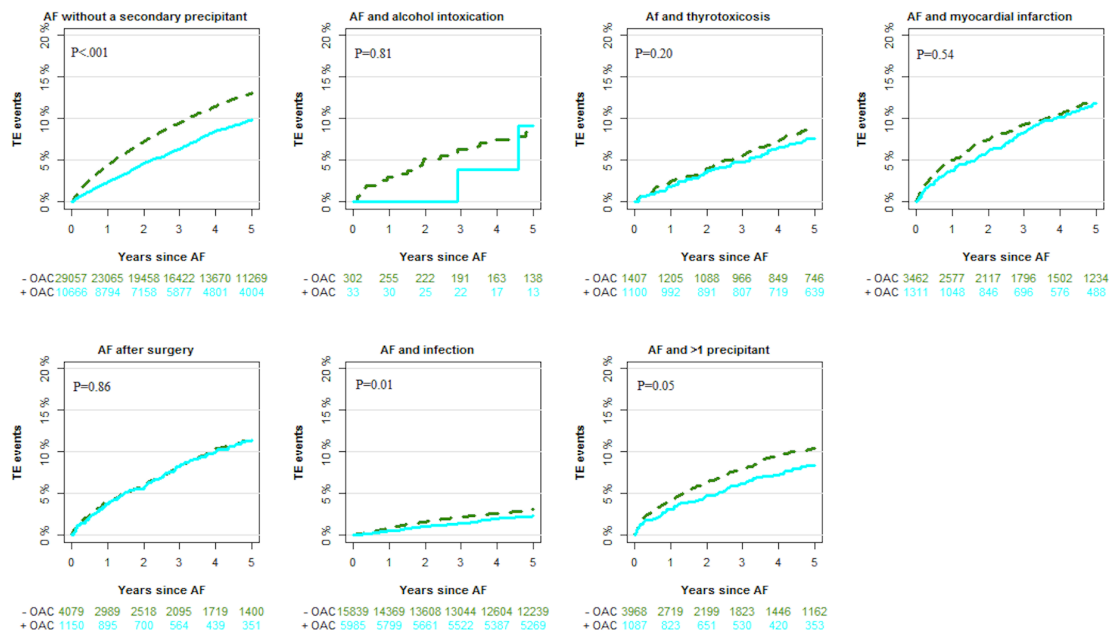 AF without a secondary precipitant
20 %
15 %
10 %
5 %
0 %
TE events
P<.001
0 1 2 3 4 5
Years since AF
- OAC 29057 23065 19458 16422 13670 11269
+ OAC 10666 8794 7158 5877 4801 4004
AF and alcohol intoxication
20 %
15 %
10 %
5 %
0 %
TE events
P=0.81
0 1 2 3 4 5
Years since AF
- OAC 302 255 222 191 163 138
+ OAC 33 30 25 22 17 13
Af and thyrotoxicosis
20 %
15 %
10 %
5 %
0 %
TE events
P=0.20
0 1 2 3 4 5
Years since AF
- OAC 1407 1205 1088 966 849 746
+ OAC 1100 992 891 807 719 639
AF and myocardial infarction
20 %
15 %
10 %
5 %
0 %
TE events
P=0.54
0 1 2 3 4 5
Years since AF
- OAC 3462 2577 2117 1796 1502 1234
+ OAC 1311 1048 846 696 576 488
AF after surgery
20 %
15 %
10 %
5 %
0 %
TE events
P=0.86
0 1 2 3 4 5
Years since AF
- OAC 4079 2989 2518 2095 1719 1400
+ OAC 1150 895 700 564 439 351
AF and infection
20 %
15 %
10 %
5 %
0 %
TE events
P=0.01
0 1 2 3 4 5
Years since AF
- OAC 15839 14369 13608 13044 12604 12239
+ OAC 5985 5799 5661 5522 5387 5269
AF and >1 precipitant
20 %
15 %
10 %
5 %
0 %
TE events
P=0.05
0 1 2 3 4 5
Years since AF
- OAC 3968 2719 2199 1823 1446 1162
+ OAC 1087 823 651 530 420 353